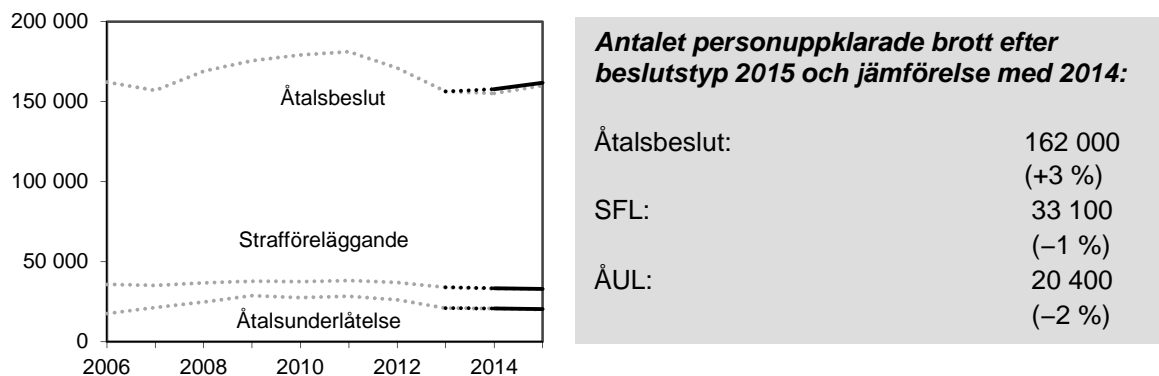 200 000
150 000
100 000
50 000
0
2006
2008
2010
2012
2014
Åtalsbeslut
Strafföreläggande
Åtalsunderlåtelse
Antalet personuppklarade brott efter
beslutstyp 2015 och jämförelse med 2014:
Åtalsbeslut: 162 000
(+3 %)
SFL: 33 100
(−1 %)
ÅUL: 20 400
(−2 %)